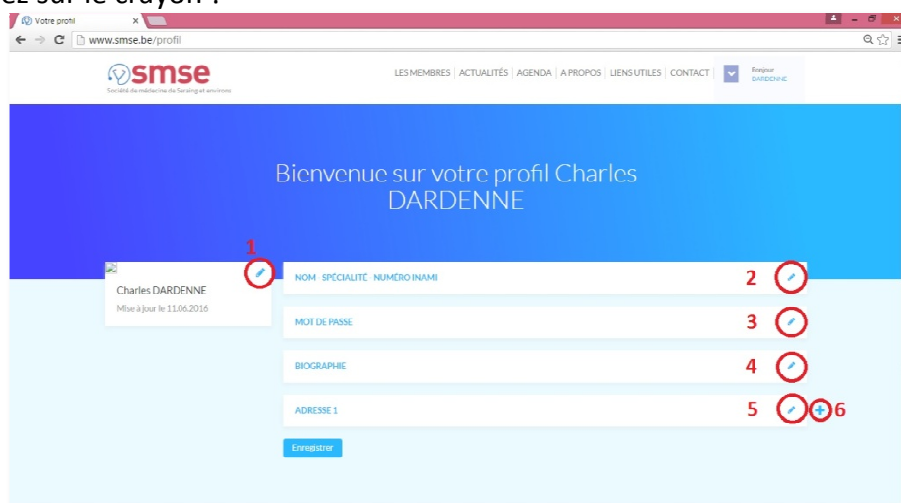 ez sur le crayon :
Votre profil
www.smse.be/profil
smse
Société de médecine de Seraing et environs
LES MEMBRES | ACTUALITÉS | AGENDA | A PROPOS | LIENS UTILES | CONTACT
Bonjour
DARDENNE
Bienvenue sur votre profil Charles
DARDENNE
1
Charles DARDENNE
Mise à jour le 11.06.2016
NOM - SPÉCIALITÉ - NUMÉRO INAMI 2
MOT DE PASSE 3
BIOGRAPHIE 4
ADRESSE 1 5 + 6
Enregistrer